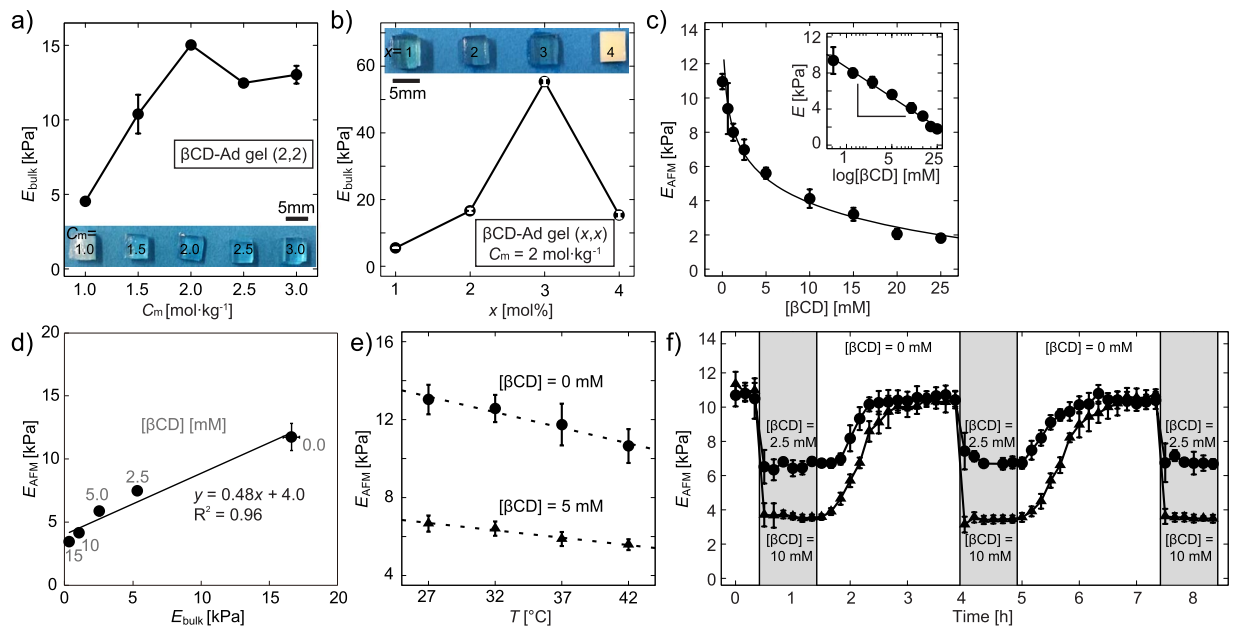 a)
E_bulk [kPa]
15
10
5
0
βCD-Ad gel (2,2)
5mm
Cm=
1.0
1.5
2.0
2.5
3.0
1.0 1.5 2.0 2.5 3.0
Cm [mol·kg-1]
b)
E_bulk [kPa]
60
40
20
0
x= 1
2
3
4
5mm
βCD-Ad gel (x,x)
Cm = 2 mol·kg-1
1 2 3 4
x [mol%]
c)
E_AFM [kPa]
14
12
10
8
6
4
2
0
0 5 10 15 20 25
[βCD] [mM]
E [kPa]
12
8
4
0
1 5 25
log[βCD] [mM]
d)
E_AFM [kPa]
20
15
10
5
0
[βCD] [mM]
0.0
2.5
5.0
10
15
y = 0.48x + 4.0
R² = 0.96
0 5 10 15 20
E_bulk [kPa]
e)
E_AFM [kPa]
16
12
8
4
[βCD] = 0 mM
[βCD] = 5 mM
27 32 37 42
T [°C]
f)
E_AFM [kPa]
14
12
10
8
6
4
2
0
[βCD] = 0 mM
[βCD] = 0 mM
[βCD] =
2.5 mM
[βCD] =
2.5 mM
[βCD] =
2.5 mM
[βCD] =
10 mM
[βCD] =
10 mM
[βCD] =
10 mM
0 1 2 3 4 5 6 7 8
Time [h]